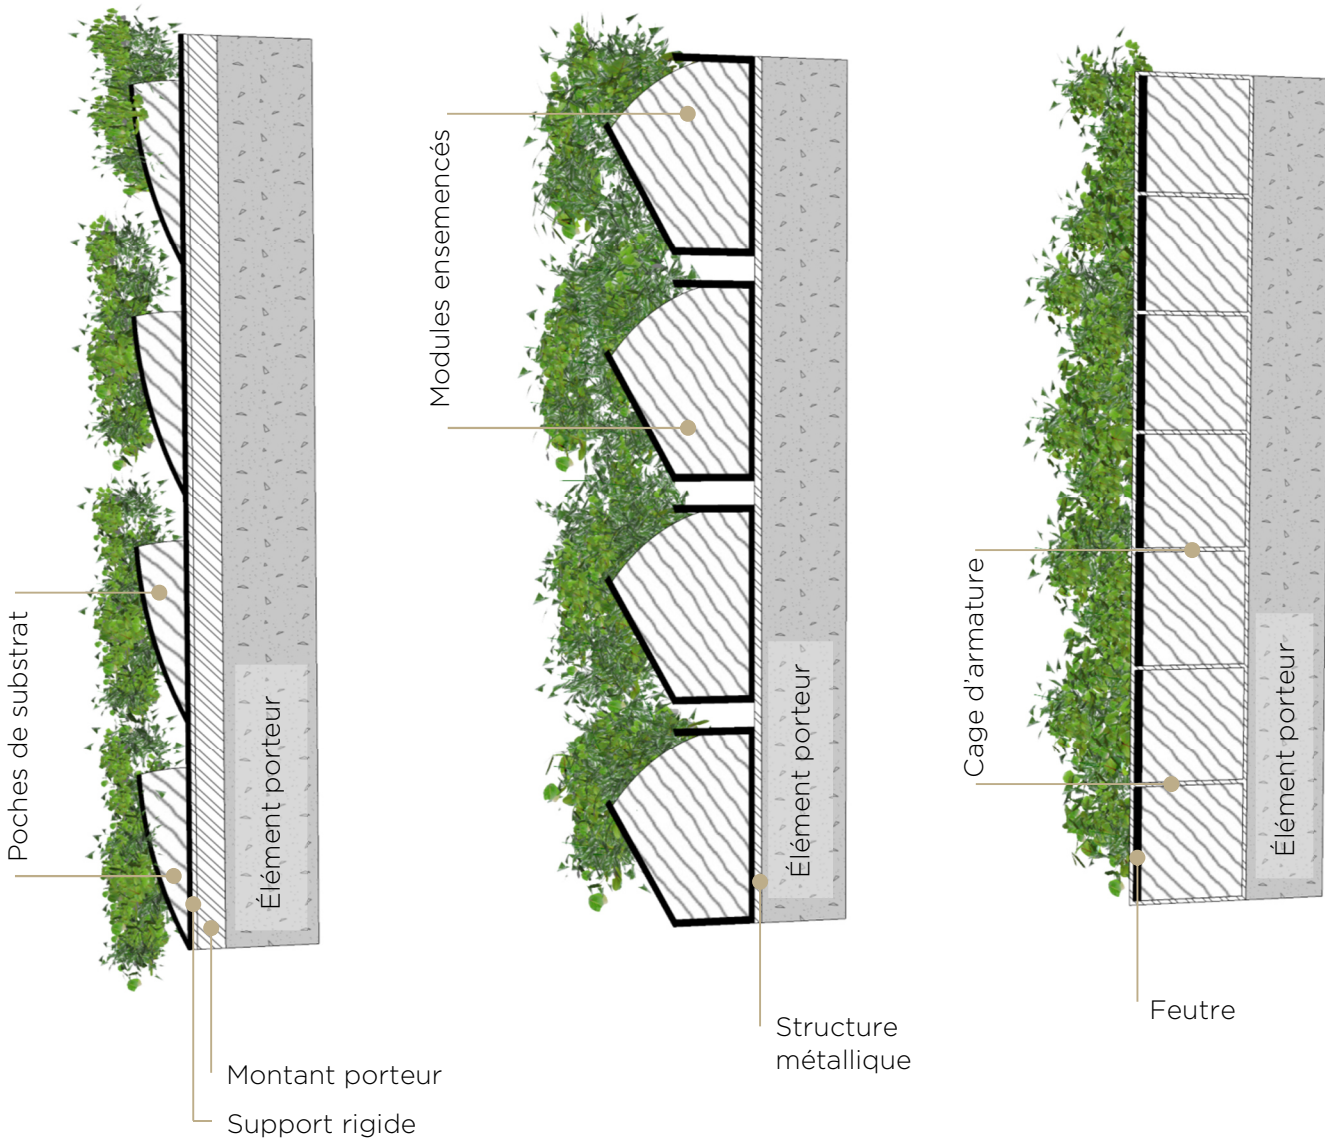 Poches de substrat
Élément porteur
Montant porteur
Support rigide
Modules ensemencés
Élément porteur
Structure
métallique
Cage d'armature
Élément porteur
Feutre